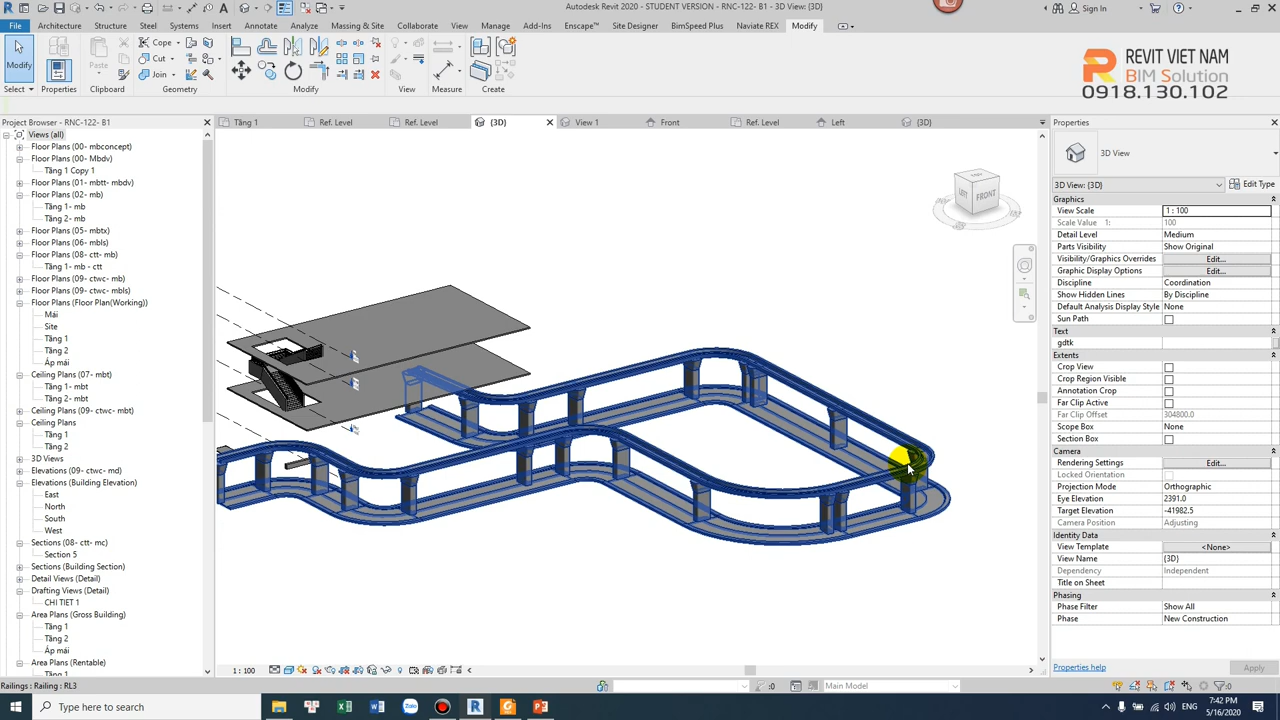 Autodesk Revit 2020 - STUDENT VERSION - RNC-122- B1 - 3D View: {3D}
Sign In
File Architecture Structure Steel Systems Insert Annotate Analyze Massing & Site Collaborate View Manage Add-Ins Enscape™ Site Designer BimSpeed Plus Naviate REX Modify
Modify
Select
Properties
Paste
Clipboard
Cope
Cut
Join
Geometry
Modify
View
Measure
Create
REVIT VIET NAM
BIM Solution
0918.130.102
Project Browser - RNC-122- B1
Tầng 1 Ref. Level Ref. Level {3D} View 1 Front Ref. Level Left {3D}
Views (all)
Floor Plans (00- mbconcept)
Floor Plans (00- Mbdv)
Tầng 1 Copy 1
Floor Plans (01- mbtt- mbdv)
Floor Plans (02- mb)
Tầng 1- mb
Tầng 2- mb
Floor Plans (05- mbtx)
Floor Plans (06- mbls)
Floor Plans (08- ctt- mb)
Tầng 1- mb - ctt
Floor Plans (09- ctwc- mb)
Floor Plans (09- ctwc- mbls)
Floor Plans (Floor Plan(Working))
Mái
Site
Tầng 1
Tầng 2
Áp mái
Ceiling Plans (07- mbt)
Tầng 1- mbt
Tầng 2- mbt
Ceiling Plans (09- ctwc- mbt)
Ceiling Plans
Tầng 1
Tầng 2
3D Views
Elevations (09- ctwc- md)
Elevations (Building Elevation)
East
North
South
West
Sections (08- ctt- mc)
Section 5
Sections (Building Section)
Detail Views (Detail)
Drafting Views (Detail)
CHI TIET 1
Area Plans (Gross Building)
Tầng 1
Tầng 2
Áp mái
Area Plans (Rentable)
Tầng 1
LEFT
FRONT
Properties
3D View
3D View: {3D}
Edit Type
Graphics
View Scale 1 : 100
Scale Value 1: 100
Detail Level Medium
Parts Visibility Show Original
Visibility/Graphics Overrides Edit...
Graphic Display Options Edit...
Discipline Coordination
Show Hidden Lines By Discipline
Default Analysis Display Style None
Sun Path
Text
gdtk
Extents
Crop View
Crop Region Visible
Annotation Crop
Far Clip Active
Far Clip Offset 304800.0
Scope Box None
Section Box
Camera
Rendering Settings Edit...
Locked Orientation
Projection Mode Orthographic
Eye Elevation 2391.0
Target Elevation -41982.5
Camera Position Adjusting
Identity Data
View Template <None>
View Name {3D}
Dependency Independent
Title on Sheet
Phasing
Phase Filter Show All
Phase New Construction
Properties help
Apply
1 : 100
Railings : Railing : RL3
:0
Main Model
:0
Type here to search
Zalo
ENG
7:42 PM
5/16/2020